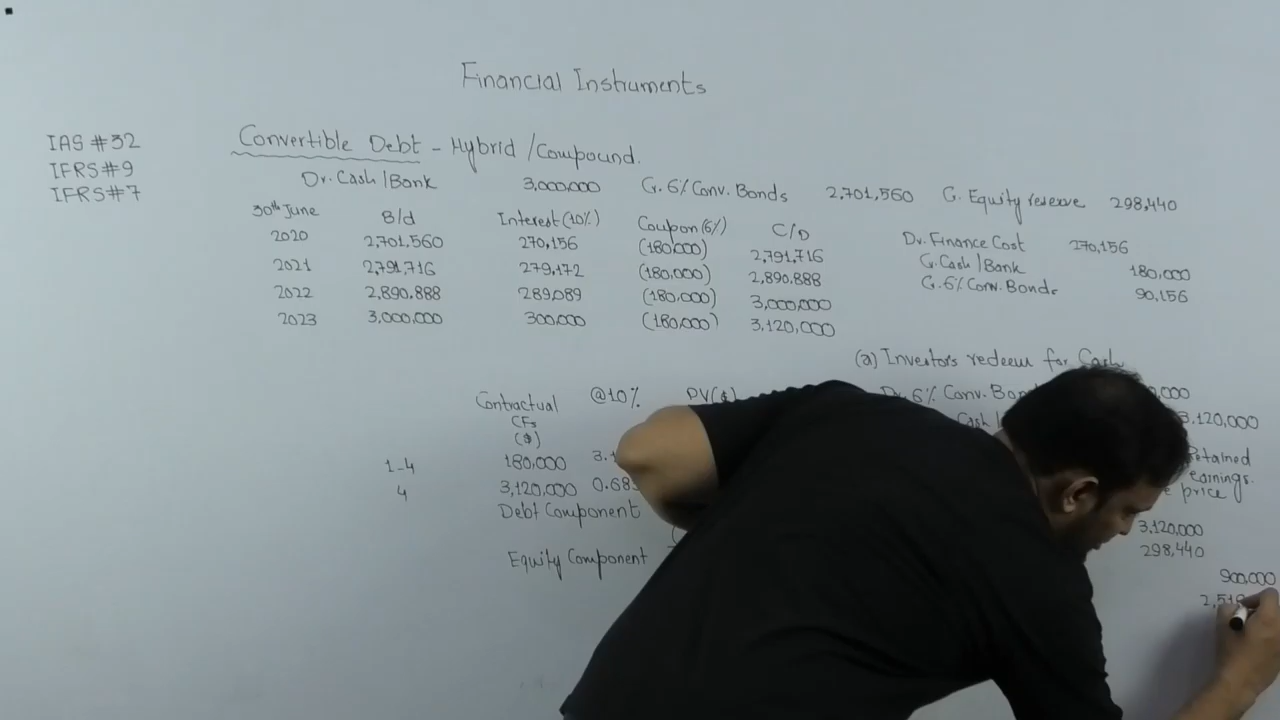 Financial Instruments
IAS #32
IFRS #9
IFRS #7
Convertible Debt - Hybrid / Compound.
Dr. Cash / Bank 3,000,000 Cr. 6% Conv. Bonds 2,701,560 Cr. Equity reserve 298,440
30th June B/d Interest (10%) Coupon (6%) C/D
2020 2,701,560 270,156 (180,000) 2,791,716
2021 2,791,716 279,172 (180,000) 2,890,888
2022 2,890,888 289,089 (180,000) 3,000,000
2023 3,000,000 300,000 (180,000) 3,120,000
Dr. Finance Cost 270,156
Cr. Cash / Bank 180,000
Cr. 6% Conv. Bonds 90,156
(a) Investors redeem for Cash
Dr. 6% Conv.
Cash 3,120,000
Retained
earnings.
price
3,120,000
298,440
900,000
Contractual @10% PV($)
CFs
($)
1-4 180,000
4 3,120,000
Debt Component
Equity Component